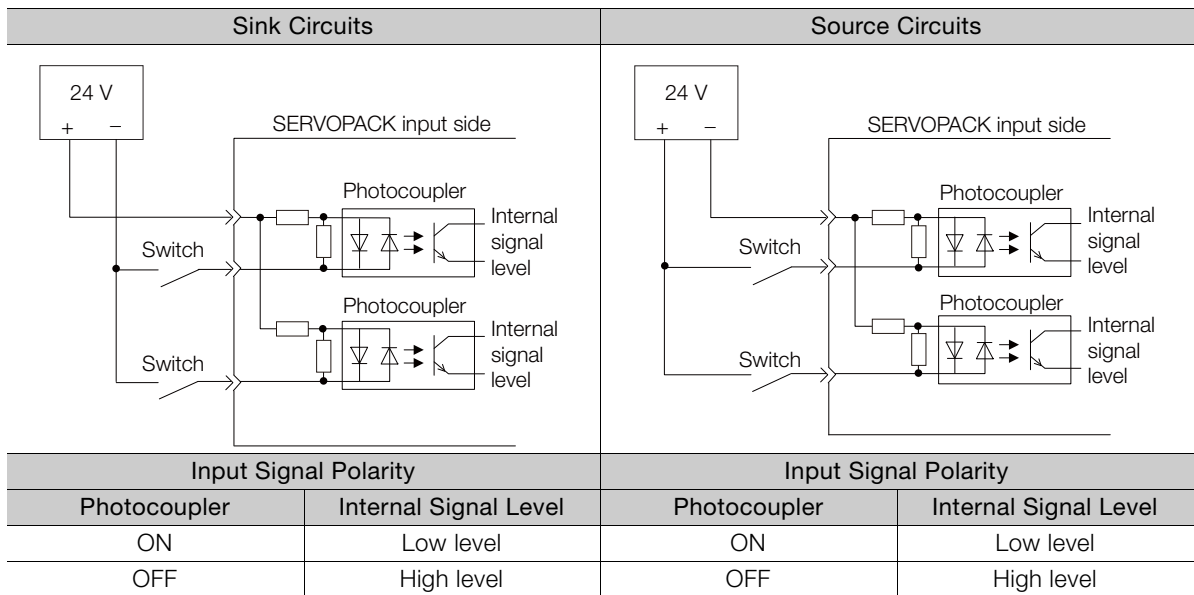 Sink Circuits
Source Circuits
24 V
+ −
SERVOPACK input side
Photocoupler
Switch
Internal
signal
level
Photocoupler
Switch
Internal
signal
level
24 V
+ −
SERVOPACK input side
Photocoupler
Switch
Internal
signal
level
Photocoupler
Switch
Internal
signal
level
Input Signal Polarity
Input Signal Polarity
Photocoupler Internal Signal Level Photocoupler Internal Signal Level
ON Low level ON Low level
OFF High level OFF High level